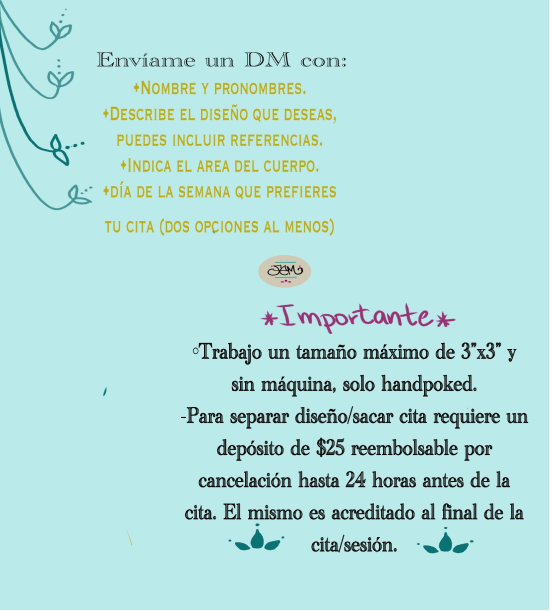 Envíame un DM con:
✦NOMBRE Y PRONOMBRES.
✦DESCRIBE EL DISEÑO QUE DESEAS,
PUEDES INCLUIR REFERENCIAS.
✦INDICA EL AREA DEL CUERPO.
✦DÍA DE LA SEMANA QUE PREFIERES
TU CITA (DOS OPCIONES AL MENOS)
*Importante*
◦Trabajo un tamaño máximo de 3"x3" y
sin máquina, solo handpoked.
-Para separar diseño/sacar cita requiere un
depósito de $25 reembolsable por
cancelación hasta 24 horas antes de la
cita. El mismo es acreditado al final de la
cita/sesión.